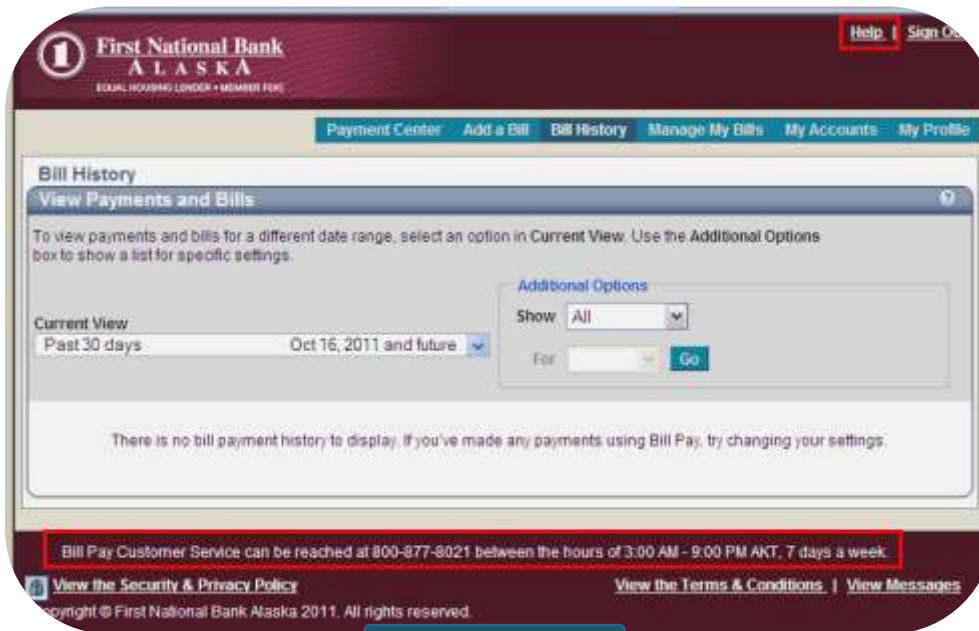 First National Bank
ALASKA
EQUAL HOUSING LENDER • MEMBER FDIC
Help | Sign Ou
Payment Center Add a Bill Bill History Manage My Bills My Accounts My Profile
Bill History
View Payments and Bills ?
To view payments and bills for a different date range, select an option in Current View. Use the Additional Options
box to show a list for specific settings.
Additional Options
Show All
Current View
Past 30 days Oct 16, 2011 and future
For Go
There is no bill payment history to display. If you've made any payments using Bill Pay, try changing your settings.
Bill Pay Customer Service can be reached at 800-877-8021 between the hours of 3:00 AM - 9:00 PM AKT, 7 days a week.
View the Security & Privacy Policy View the Terms & Conditions | View Messages
opyright © First National Bank Alaska 2011. All rights reserved.